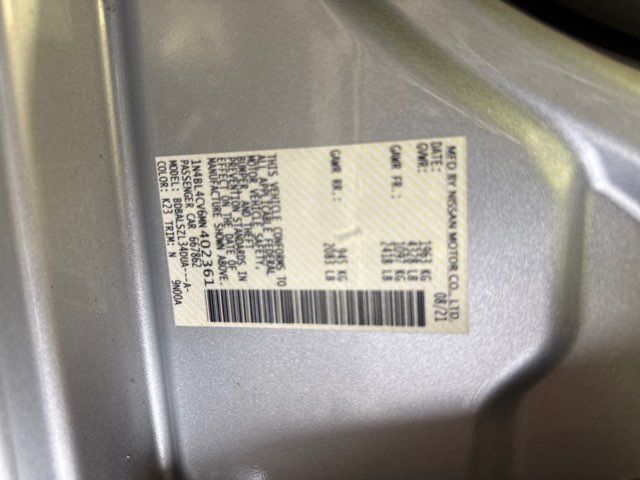 MFD BY NISSAN MOTOR CO., LTD.
DATE: 08/21
GVWR: 1963 KG
4328 LB
GAWR FR.: 1097 KG
2418 LB
GAWR RR.: 945 KG
2083 LB
THIS VEHICLE CONFORMS TO
ALL APPLICABLE FEDERAL
MOTOR VEHICLE SAFETY,
BUMPER, AND THEFT
PREVENTION STANDARDS IN
EFFECT ON THE DATE OF
MANUFACTURE SHOWN ABOVE.
1N4BL4CV6MN402361
PASSENGER CAR 667862
MODEL: BDBALSZL34DUA---A-
COLOR: K23 TRIM: N 9N00A